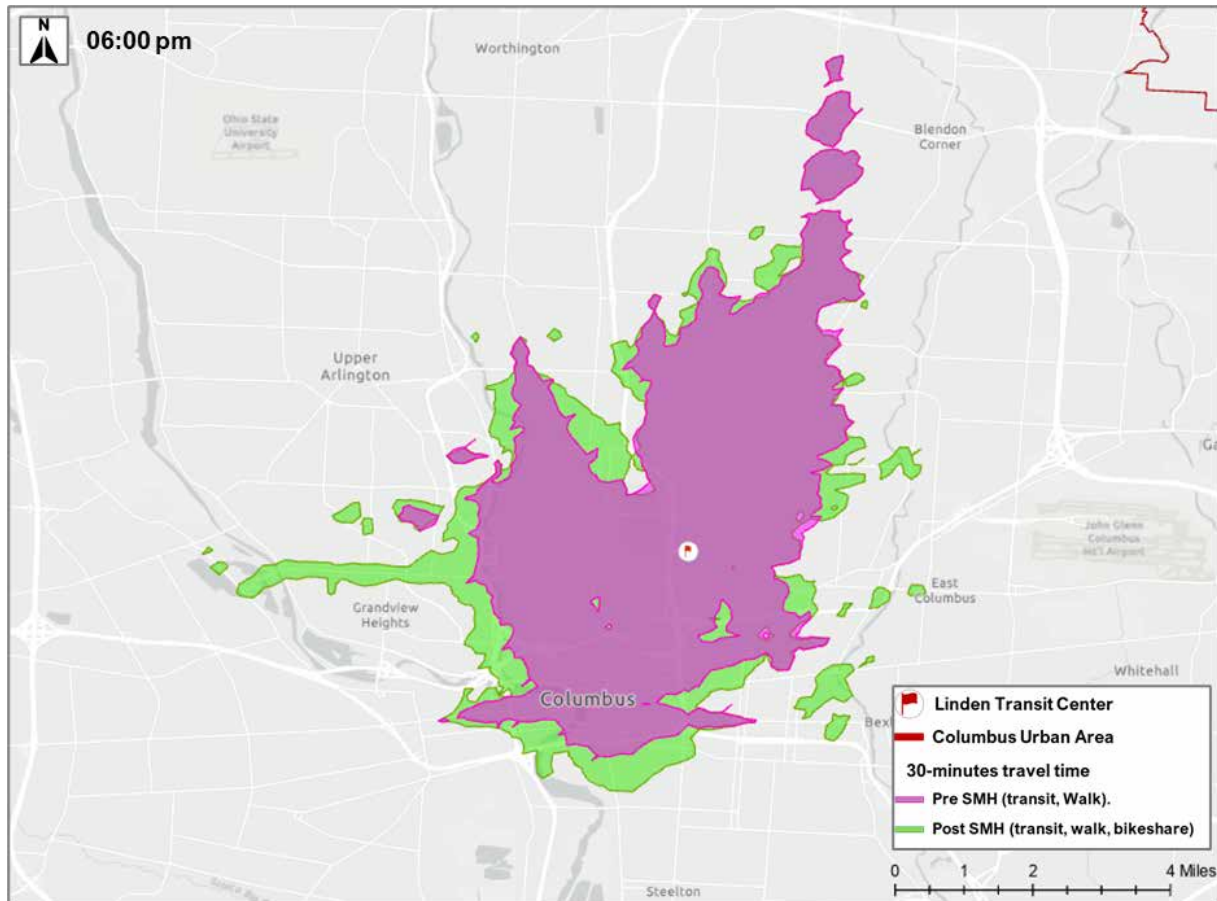 N
06:00 pm
Worthington
Ohio State
University
Airport
Blendon
Corner
Upper
Arlington
Ga
John Glenn
Columbus
Int'l Airport
East
Columbus
Grandview
Heights
Whitehall
Columbus
Bex
Steelton
Linden Transit Center
Columbus Urban Area
30-minutes travel time
Pre SMH (transit, Walk).
Post SMH (transit, walk, bikeshare)
0 1 2 4 Miles